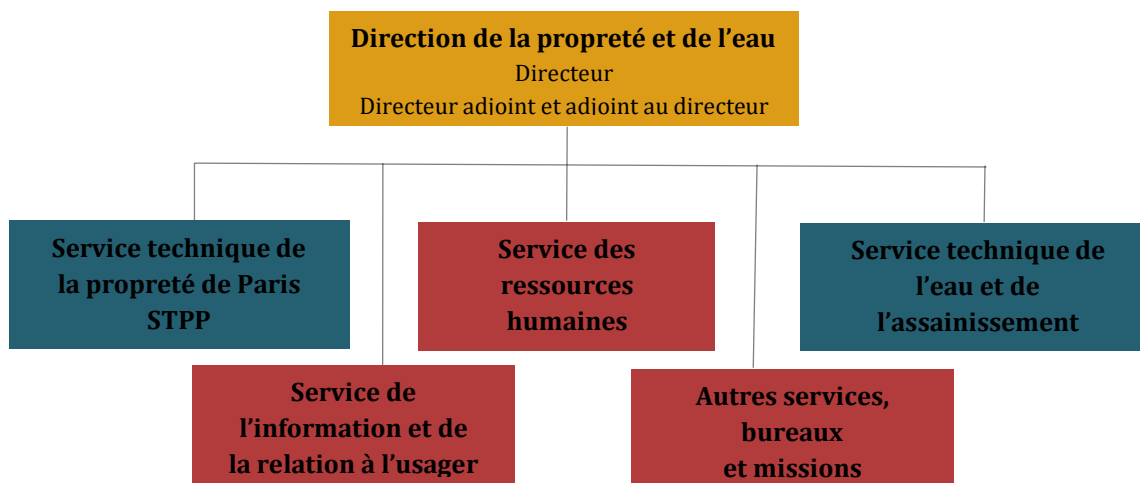 Direction de la propreté et de l’eau
Directeur
Directeur adjoint et adjoint au directeur
Service technique de
la propreté de Paris
STPP
Service des
ressources
humaines
Service technique de
l’eau et de
l’assainissement
Service de
l’information et de
la relation à l’usager
Autres services,
bureaux
et missions